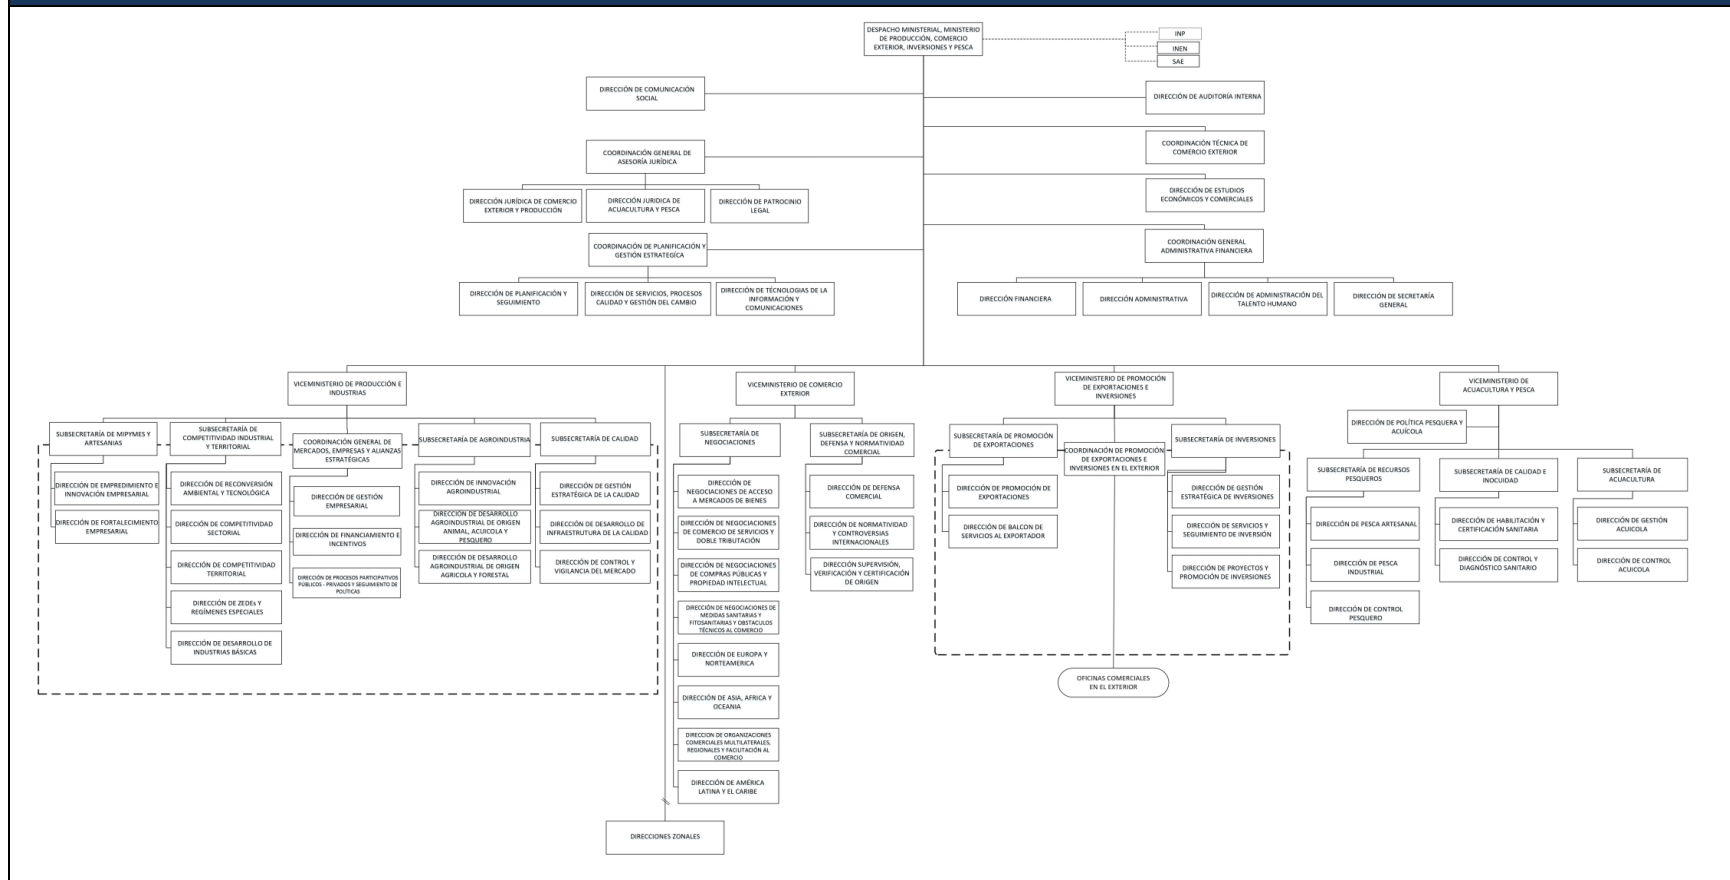 DESPACHO MINISTERIAL, MINISTERIO
DE PRODUCCIÓN, COMERCIO
EXTERIOR, INVERSIONES Y PESCA
INP
INEN
SAE
DIRECCIÓN DE COMUNICACIÓN
SOCIAL
DIRECCIÓN DE AUDITORÍA INTERNA
COORDINACIÓN GENERAL DE
ASESORÍA JURÍDICA
COORDINACIÓN TÉCNICA DE
COMERCIO EXTERIOR
DIRECCIÓN JURÍDICA DE COMERCIO
EXTERIOR Y PRODUCCIÓN
DIRECCIÓN JURIDICA DE
ACUACULTURA Y PESCA
DIRECCIÓN DE PATROCINIO
LEGAL
DIRECCIÓN DE ESTUDIOS
ECONÓMICOS Y COMERCIALES
COORDINACIÓN DE PLANIFICACIÓN Y
GESTIÓN ESTRATEGÍCA
COORDINACIÓN GENERAL
ADMINISTRATIVA FINANCIERA
DIRECCIÓN DE PLANIFICACIÓN Y
SEGUIMIENTO
DIRECCIÓN DE SERVICIOS, PROCESOS
CALIDAD Y GESTIÓN DEL CAMBIO
DIRECCIÓN DE TÉCNOLOGIAS DE LA
INFORMACIÓN Y
COMUNICACIONES
DIRECCIÓN FINANCIERA
DIRECCIÓN ADMINISTRATIVA
DIRECCIÓN DE ADMINISTRACIÓN DEL
TALENTO HUMANO
DIRECCIÓN DE SECRETARÍA
GENERAL
VICEMINISTERIO DE PRODUCCIÓN E
INDUSTRIAS
VICEMINISTERIO DE COMERCIO
EXTERIOR
VICEMINISTERIO DE PROMOCIÓN
DE EXPORTACIONES E
INVERSIONES
VICEMINISTERIO DE
ACUACULTURA Y PESCA
SUBSECRETARÍA DE MIPYMES Y
ARTESANIAS
SUBSECRETARÍA DE
COMPETITIVIDAD INDUSTRIAL
Y TERRITORIAL
COORDINACIÓN GENERAL DE
MERCADOS, EMPRESAS Y ALIANZAS
ESTRATÉGICAS
SUBSECRETARÍA DE AGROINDUSTRIA
SUBSECRETARÍA DE CALIDAD
SUBSECRETARÍA DE
NEGOCIACIONES
SUBSECRETARÍA DE ORIGEN,
DEFENSA Y NORMATIVIDAD
COMERCIAL
SUBSECRETARÍA DE PROMOCIÓN
DE EXPORTACIONES
COORDINACIÓN DE PROMOCIÓN
DE EXPORTACIONES E
INVERSIONES EN EL EXTERIOR
SUBSECRETARÍA DE INVERSIONES
DIRECCIÓN DE POLÍTICA PESQUERA Y
ACUÍCOLA
SUBSECRETARÍA DE RECURSOS
PESQUEROS
SUBSECRETARÍA DE CALIDAD E
INOCUIDAD
SUBSECRETARÍA DE
ACUACULTURA
DIRECCIÓN DE EMPREDIMIENTO E
INNOVACIÓN EMPRESARIAL
DIRECCIÓN DE FORTALECIMIENTO
EMPRESARIAL
DIRECCIÓN DE RECONVERSIÓN
AMBIENTAL Y TECNOLÓGICA
DIRECCIÓN DE COMPETITIVIDAD
SECTORIAL
DIRECCIÓN DE COMPETITIVIDAD
TERRITORIAL
DIRECCIÓN DE ZEDEs Y
REGÍMENES ESPECIALES
DIRECCIÓN DE DESARROLLO DE
INDUSTRIAS BÁSICAS
DIRECCIÓN DE GESTIÓN
EMPRESARIAL
DIRECCIÓN DE FINANCIAMIENTO E
INCENTIVOS
DIRECCIÓN DE PROCESOS PARTICIPATIVOS
PÚBLICOS - PRIVADOS Y SEGUIMIENTO DE
POLÍTICAS
DIRECCIÓN DE INNOVACIÓN
AGROINDUSTRIAL
DIRECCIÓN DE DESARROLLO
AGROINDUSTRIAL DE ORIGEN
ANIMAL, ACUICOLA Y
PESQUERO
DIRECCIÓN DE DESARROLLO
AGROINDUSTRIAL DE ORIGEN
AGRICOLA Y FORESTAL
DIRECCIÓN DE GESTIÓN
ESTRATÉGICA DE LA CALIDAD
DIRECCIÓN DE DESARROLLO DE
INFRAESTRUTURA DE LA CALIDAD
DIRECCIÓN DE CONTROL Y
VIGILANCIA DEL MERCADO
DIRECCIÓN DE
NEGOCIACIONES DE ACCESO
A MERCADOS DE BIENES
DIRECCIÓN DE NEGOCIACIONES
DE COMERCIO DE SERVICIOS Y
DOBLE TRIBUTACIÓN
DIRECCIÓN DE NEGOCIACIONES
DE COMPRAS PÚBLICAS Y
PROPIEDAD INTELECTUAL
DIRECCIÓN DE NEGOCIACIONES DE
MEDIDAS SANITARIAS Y
FITOSANITARIAS Y OBSTACULOS
TÉCNICOS AL COMERCIO
DIRECCIÓN DE EUROPA Y
NORTEAMERICA
DIRECCIÓN DE ASIA, AFRICA Y
OCEANIA
DIRECCION DE ORGANIZACIONES
COMERCIALES MULTILATERALES,
REGIONALES Y FACILITACIÓN AL
COMERCIO
DIRECCIÓN DE AMÉRICA
LATINA Y EL CARIBE
DIRECCIÓN DE DEFENSA
COMERCIAL
DIRECCIÓN DE NORMATIVIDAD
Y CONTROVERSIAS
INTERNACIONALES
DIRECCIÓN SUPERVISIÓN,
VERIFICACIÓN Y CERTIFICACIÓN
DE ORIGEN
DIRECCIÓN DE PROMOCIÓN DE
EXPORTACIONES
DIRECCIÓN DE BALCON DE
SERVICIOS AL EXPORTADOR
DIRECCIÓN DE GESTIÓN
ESTRATÉGICA DE INVERSIONES
DIRECCIÓN DE SERVICIOS Y
SEGUIMIENTO DE INVERSIÓN
DIRECCIÓN DE PROYECTOS Y
PROMOCIÓN DE INVERSIONES
OFICINAS COMERCIALES
EN EL EXTERIOR
DIRECCIÓN DE PESCA ARTESANAL
DIRECCIÓN DE PESCA
INDUSTRIAL
DIRECCIÓN DE CONTROL
PESQUERO
DIRECCIÓN DE HABILITACIÓN Y
CERTIFICACIÓN SANITARIA
DIRECCIÓN DE CONTROL Y
DIAGNÓSTICO SANITARIO
DIRECCIÓN DE GESTIÓN
ACUICOLA
DIRECCIÓN DE CONTROL
ACUICOLA
DIRECCIONES ZONALES